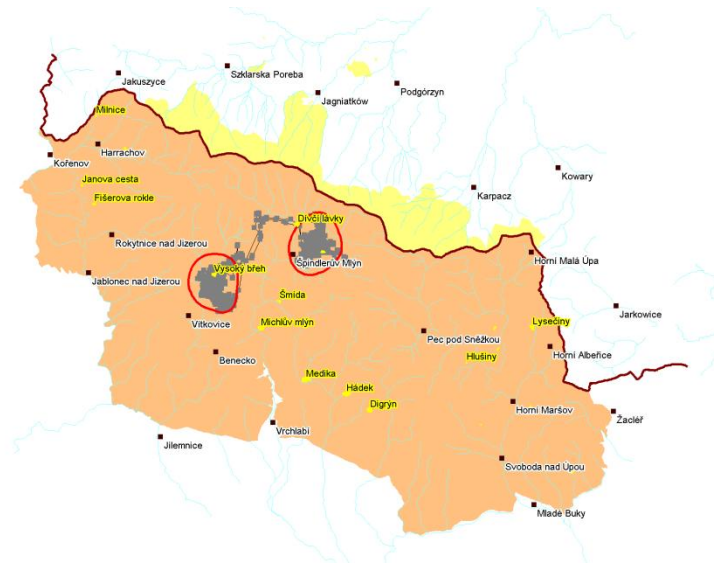 Szklarska Poreba
Jakuszyce
Podgórzyn
Jagniatków
Milnice
Harrachov
Kořenov
Kowary
Janova cesta
Karpacz
Fišerova rokle
Dívčí lávky
Rokytnice nad Jizerou
Horní Malá Úpa
Špindlerův Mlýn
Vysoký břeh
Jablonec nad Jizerou
Šmída
Jarkowice
Vítkovice
Michlův mlýn
Lysečiny
Pec pod Sněžkou
Hlušiny
Horní Albeřice
Benecko
Medika
Hádek
Digrýn
Horní Maršov
Žacléř
Vrchlabí
Jilemnice
Svoboda nad Úpou
Mladé Buky